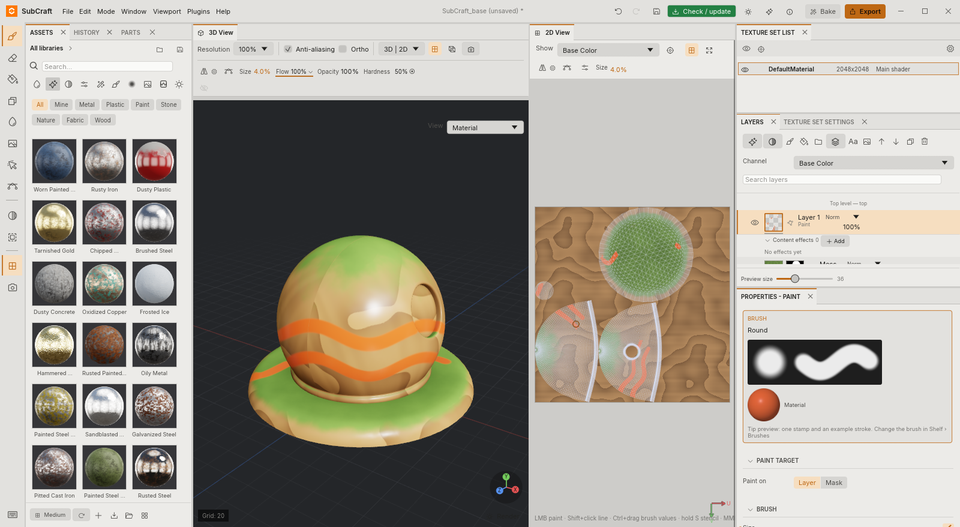 SubCraft File Edit Mode Window Viewport Plugins Help
SubCraft_base (unsaved) *
Check / update Bake Export
ASSETS HISTORY PARTS
All libraries
Search...
All Mine Metal Plastic Paint Stone
Nature Fabric Wood
Worn Painted ... Rusty Iron Dusty Plastic
Tarnished Gold Chipped ... Brushed Steel
Dusty Concrete Oxidized Copper Frosted Ice
Hammered ... Rusted Painted... Oily Metal
Painted Steel ... Sandblasted ... Galvanized Steel
Pitted Cast Iron Painted Steel ... Rusted Steel
Medium
3D View
Resolution 100% Anti-aliasing Ortho 3D | 2D
Size 4.0% Flow 100% Opacity 100% Hardness 50%
View: Material
Grid: 20
Y
Z X
2D View
Show Base Color
Size 4.0%
U
LMB paint · Shift+click line · Ctrl+drag brush values · hold S stencil · MM
TEXTURE SET LIST
DefaultMaterial 2048x2048 Main shader
LAYERS TEXTURE SET SETTINGS
Aa
Channel Base Color
Search layers
Top level — top
Layer 1 Norm
Paint 100%
Content effects 0 + Add
No effects yet
Preview size 36
PROPERTIES - PAINT
BRUSH
Round
Material
Tip preview: one stamp and an example stroke. Change the brush in Shelf ›
Brushes
PAINT TARGET
Paint on Layer Mask
BRUSH